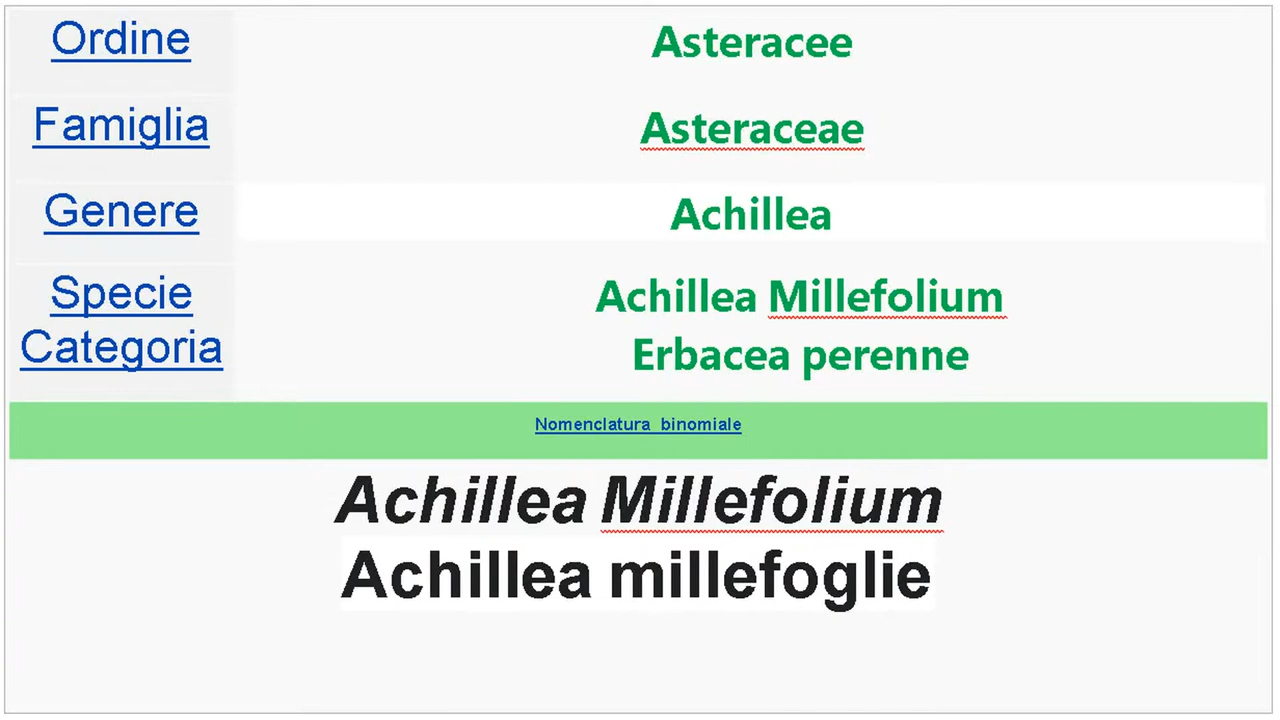 Ordine Asteracee
Famiglia Asteraceae
Genere Achillea
Specie Achillea Millefolium
Categoria Erbacea perenne
Nomenclatura binomiale
Achillea Millefolium
Achillea millefoglie